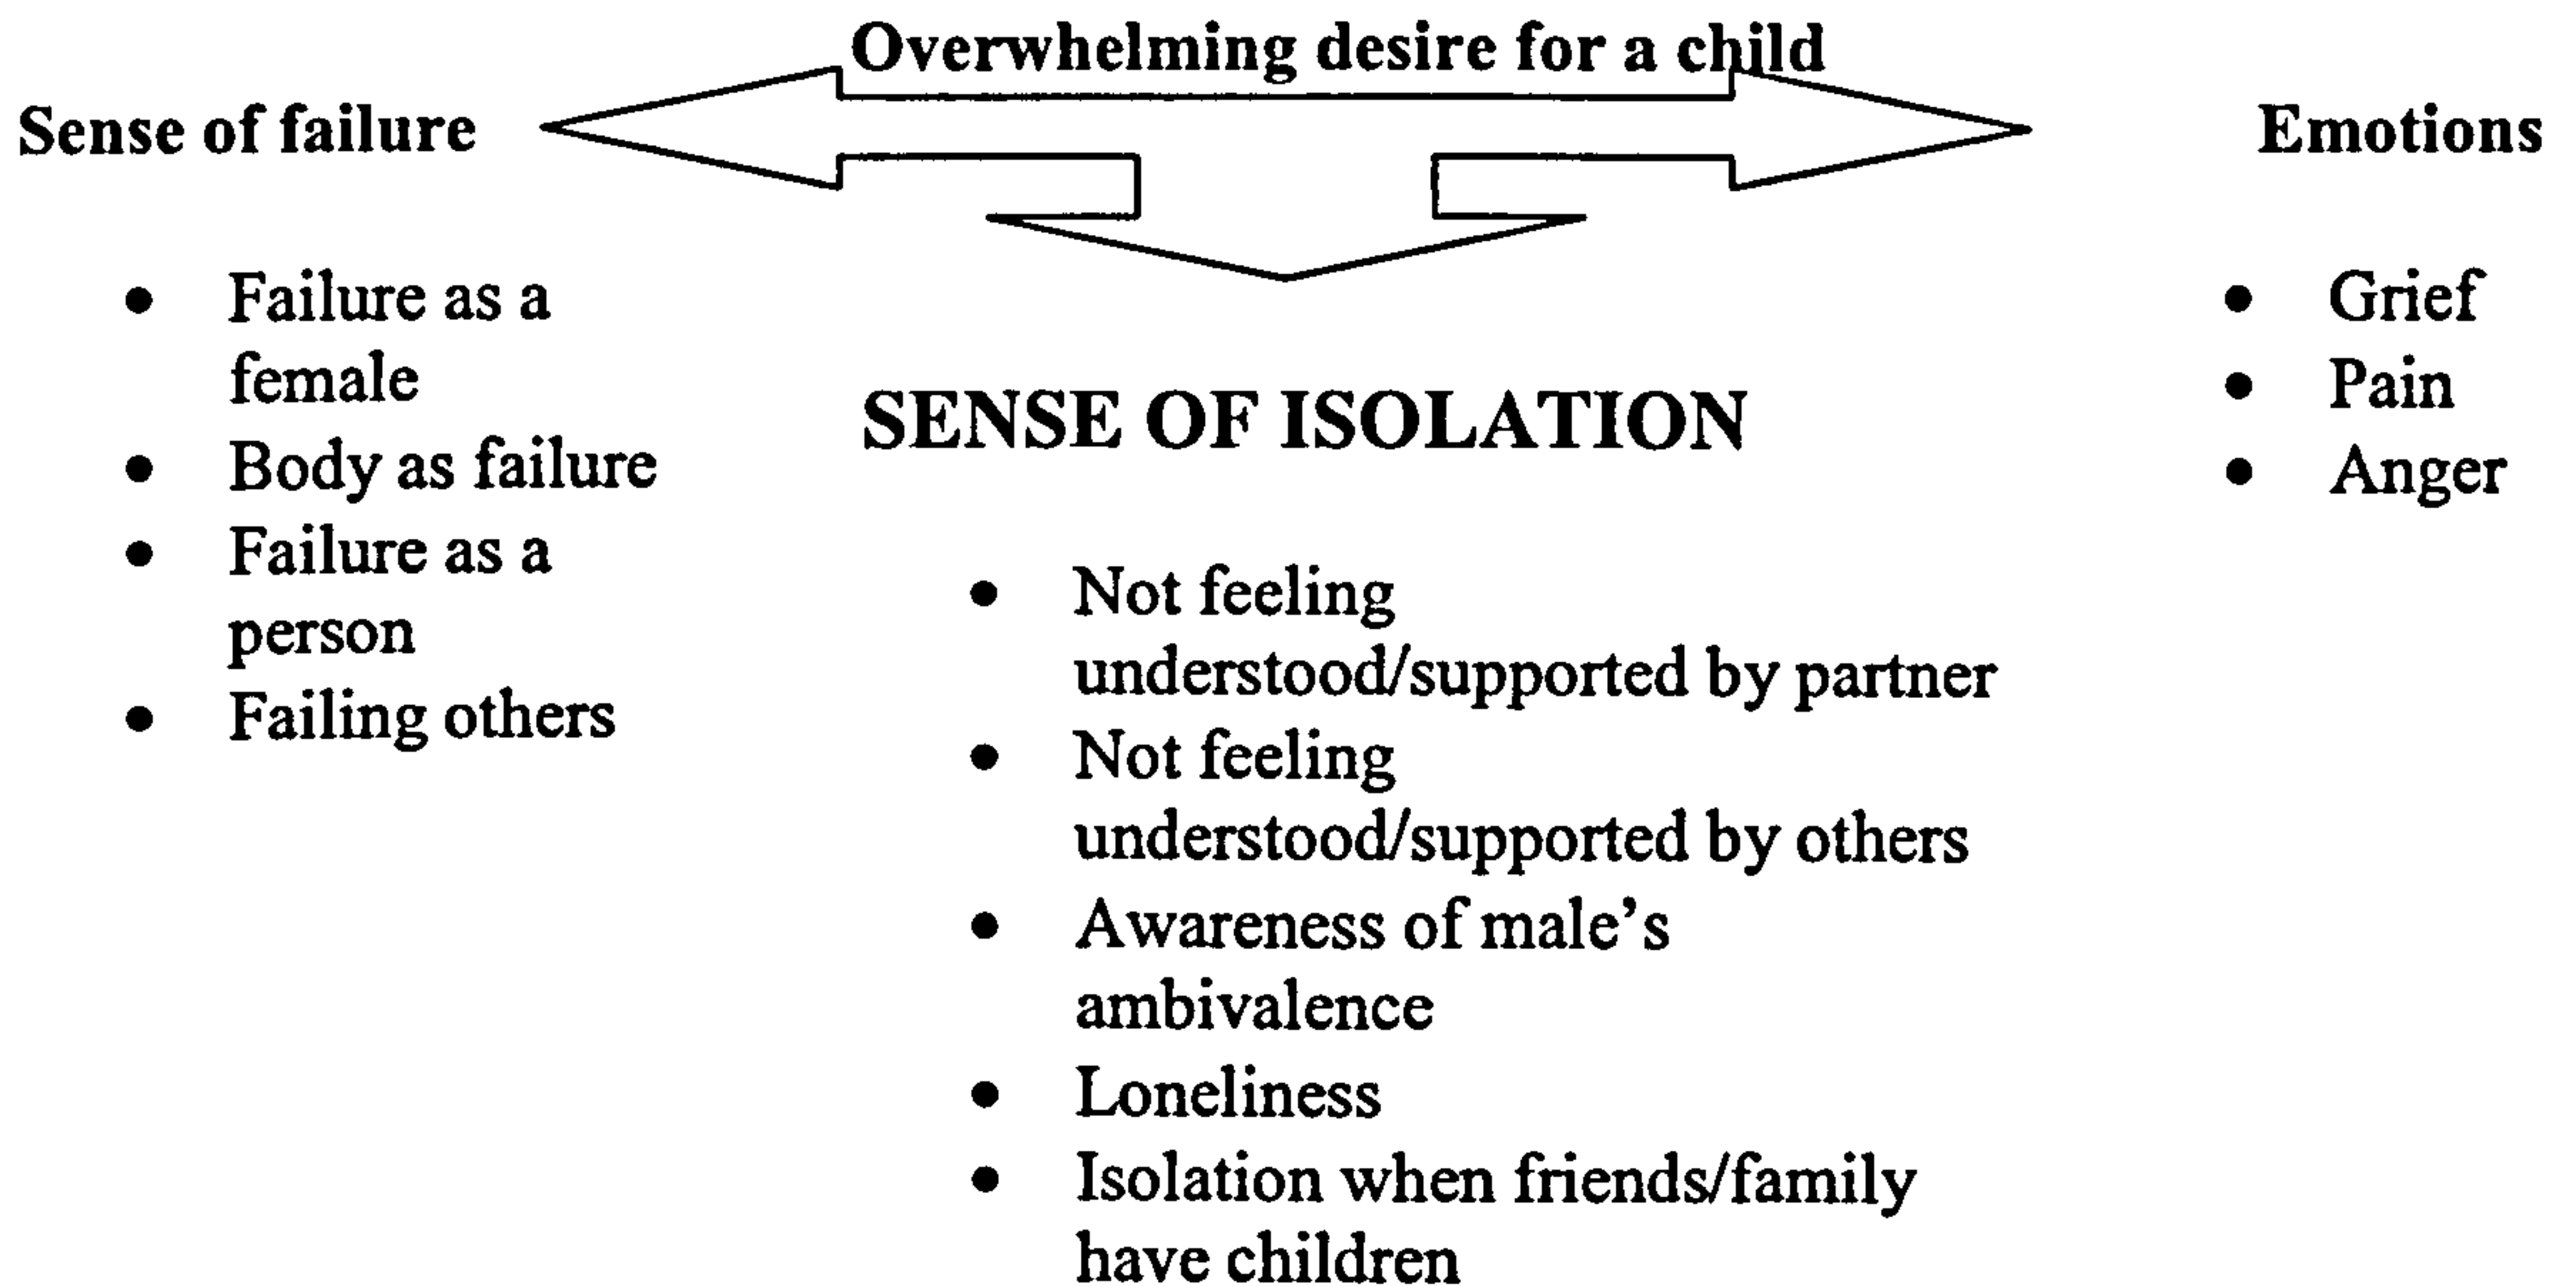 Overwhelming desire for a child
Sense of failure
• Failure as a
female
• Body as failure
• Failure as a
person
• Failing others
SENSE OF ISOLATION
• Not feeling
understood/supported by partner
• Not feeling
understood/supported by others
• Awareness of male’s
ambivalence
• Loneliness
• Isolation when friends/family
have children
Emotions
• Grief
• Pain
• Anger